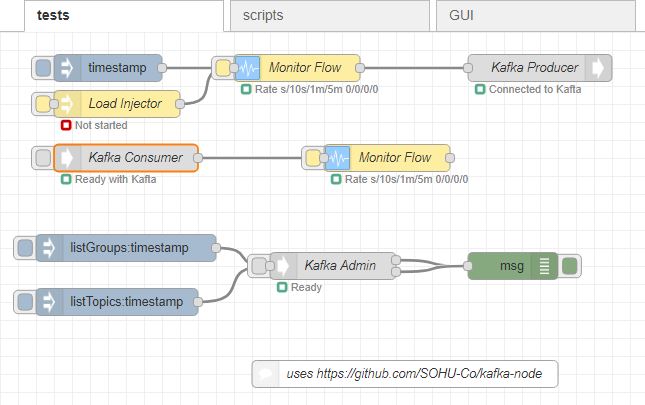 tests
scripts
GUI
timestamp
Monitor Flow
Kafka Producer
Rate s/10s/1m/5m 0/0/0/0
Connected to Kafka
Load Injector
Not started
Kafka Consumer
Monitor Flow
Ready with Kafka
Rate s/10s/1m/5m 0/0/0/0
listGroups:timestamp
Kafka Admin
msg
Ready
listTopics:timestamp
uses https://github.com/SOHU-Co/kafka-node